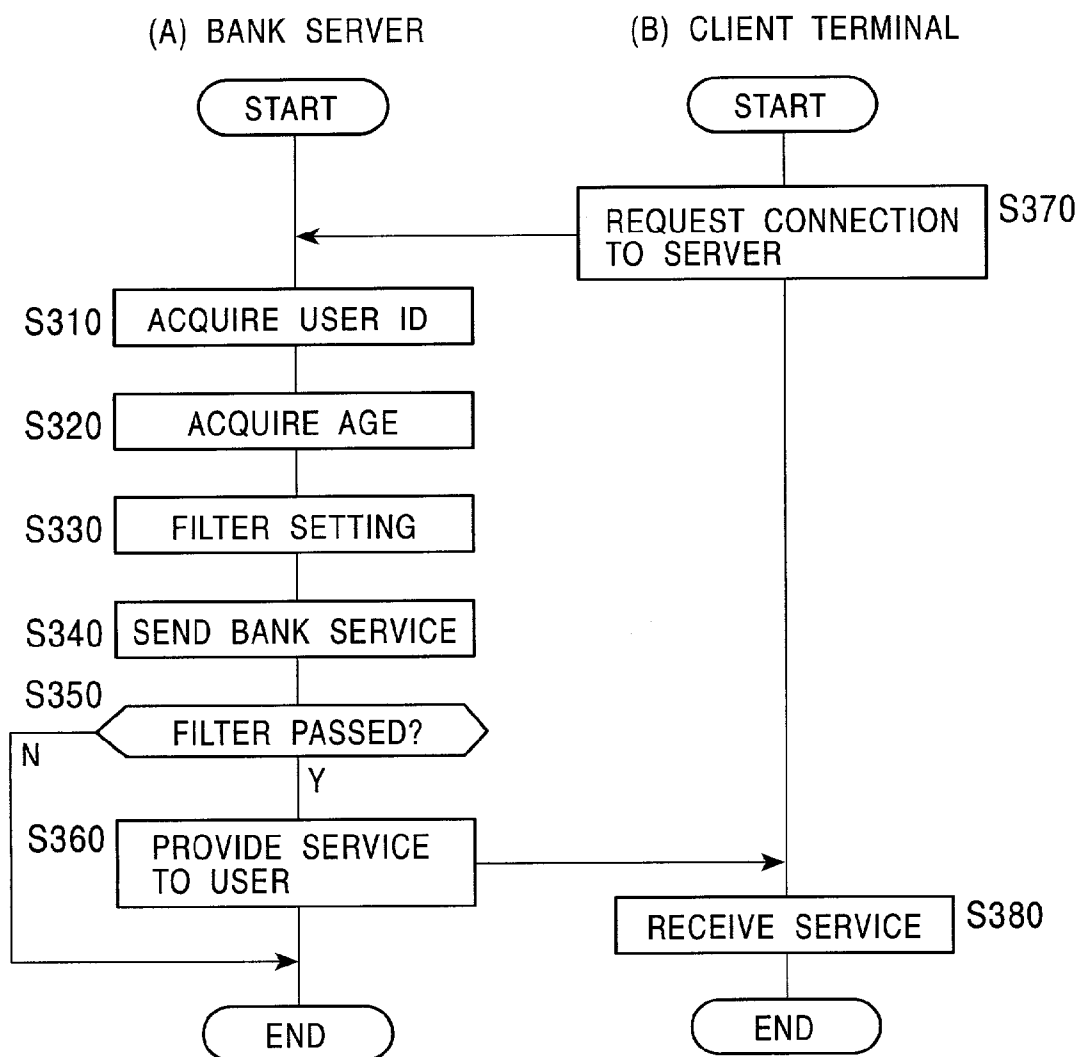 (A) BANK SERVER
(B) CLIENT TERMINAL
START
START
REQUEST CONNECTION
TO SERVER
S370
S310
ACQUIRE USER ID
S320
ACQUIRE AGE
S330
FILTER SETTING
S340
SEND BANK SERVICE
S350
FILTER PASSED?
N
Y
S360
PROVIDE SERVICE
TO USER
RECEIVE SERVICE
S380
END
END